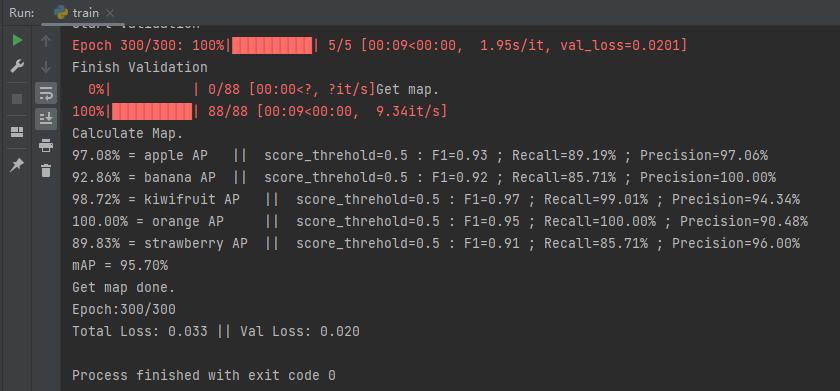 Run: train
Start Validation
Epoch 300/300: 100%|██████████| 5/5 [00:09<00:00,  1.95s/it, val_loss=0.0201]
Finish Validation
  0%|          | 0/88 [00:00<?, ?it/s]Get map.
100%|██████████| 88/88 [00:09<00:00,  9.34it/s]
Calculate Map.
97.08% = apple AP   ||  score_threhold=0.5 : F1=0.93 ; Recall=89.19% ; Precision=97.06%
92.86% = banana AP  ||  score_threhold=0.5 : F1=0.92 ; Recall=85.71% ; Precision=100.00%
98.72% = kiwifruit AP   ||  score_threhold=0.5 : F1=0.97 ; Recall=99.01% ; Precision=94.34%
100.00% = orange AP     ||  score_threhold=0.5 : F1=0.95 ; Recall=100.00% ; Precision=90.48%
89.83% = strawberry AP  ||  score_threhold=0.5 : F1=0.91 ; Recall=85.71% ; Precision=96.00%
mAP = 95.70%
Get map done.
Epoch:300/300
Total Loss: 0.033 || Val Loss: 0.020
Process finished with exit code 0